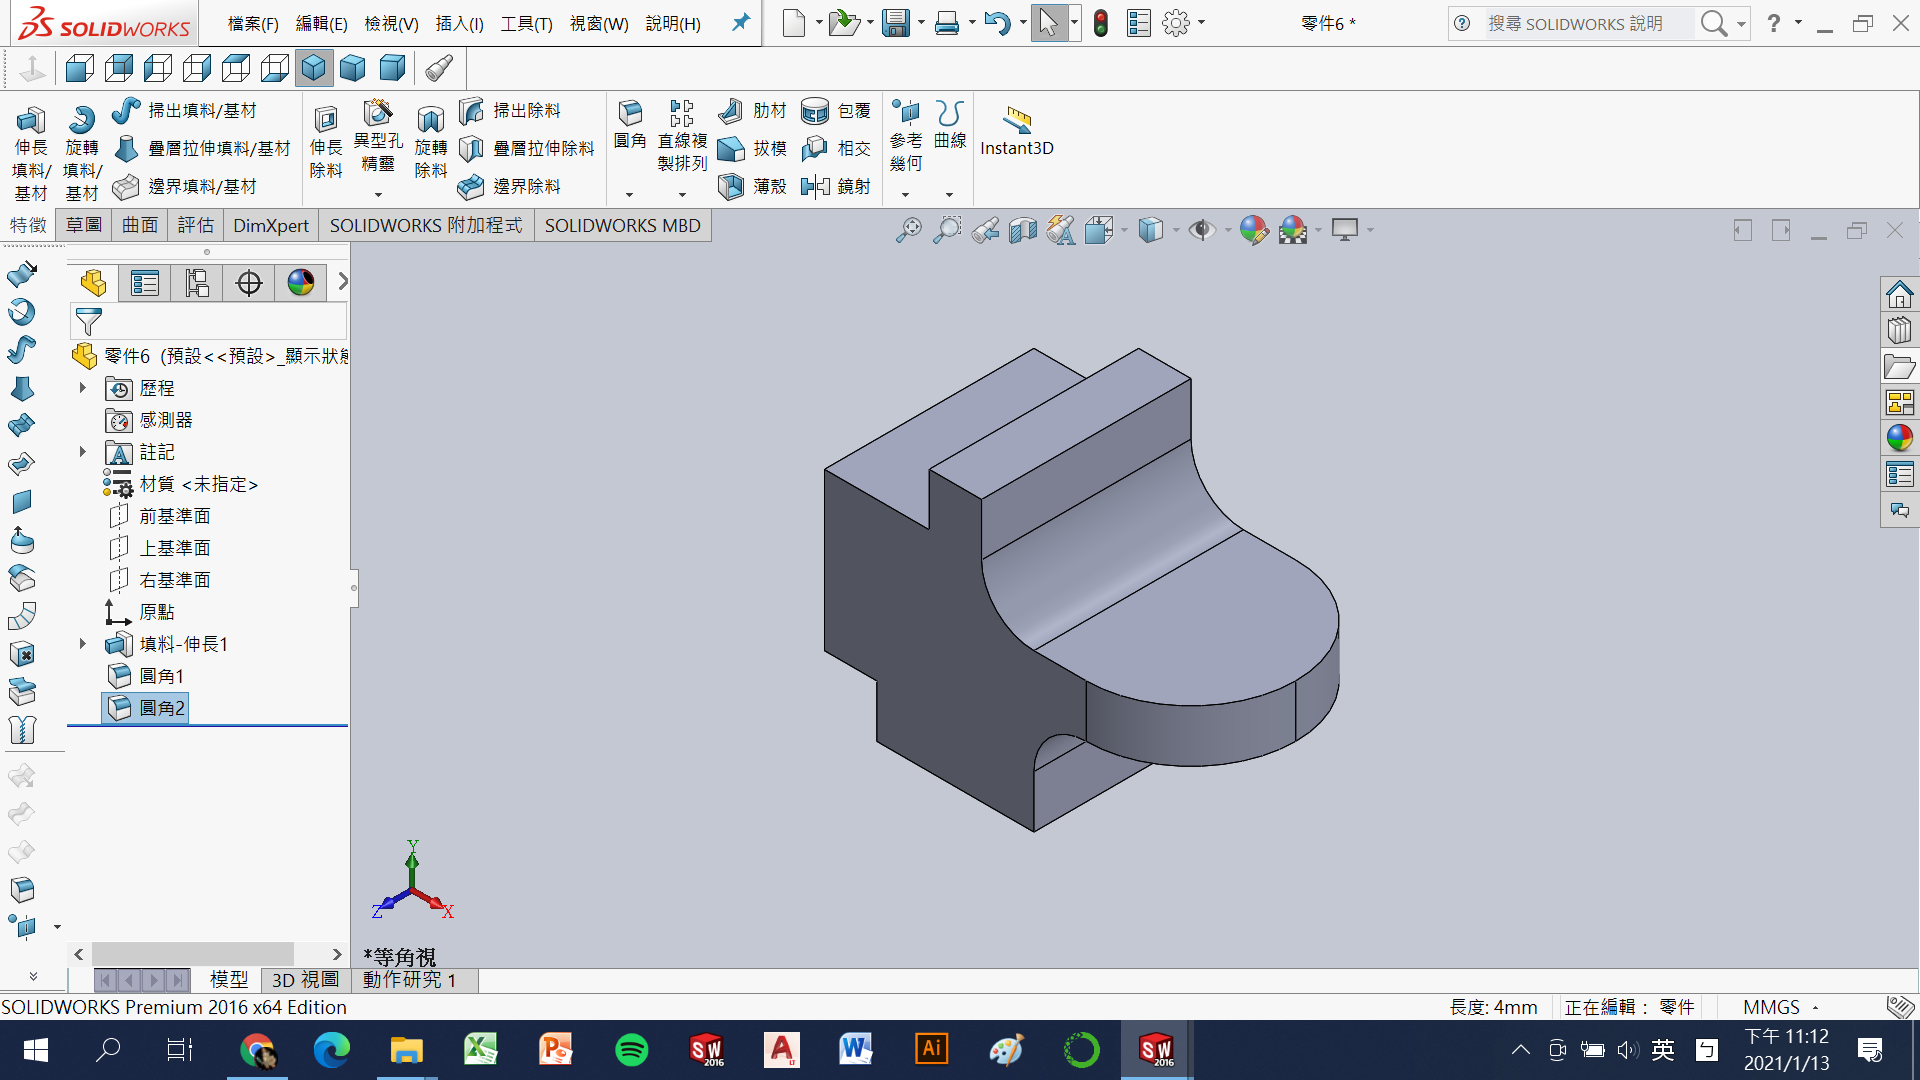 SOLIDWORKS
檔案(F) 編輯(E) 檢視(V) 插入(I) 工具(T) 視窗(W) 說明(H)
零件6 *
搜尋 SOLIDWORKS 說明
?
伸長填料/基材
旋轉填料/基材
掃出填料/基材
疊層拉伸填料/基材
邊界填料/基材
伸長除料
異型孔精靈
旋轉除料
掃出除料
疊層拉伸除料
邊界除料
圓角
直線複製排列
肋材
拔模
薄殼
包覆
相交
鏡射
參考幾何
曲線
Instant3D
特徵 草圖 曲面 評估 DimXpert SOLIDWORKS 附加程式 SOLIDWORKS MBD
零件6 (預設<<預設>_顯示狀態
歷程
感測器
註記
材質 <未指定>
前基準面
上基準面
右基準面
原點
填料-伸長1
圓角1
圓角2
Y
Z
X
*等角視
模型 3D 視圖 動作研究 1
SOLIDWORKS Premium 2016 x64 Edition
長度: 4mm 正在編輯： 零件 MMGS
SW 2016
A LT
W
Ai
SW 2016
英
ㄅ
下午 11:12
2021/1/13